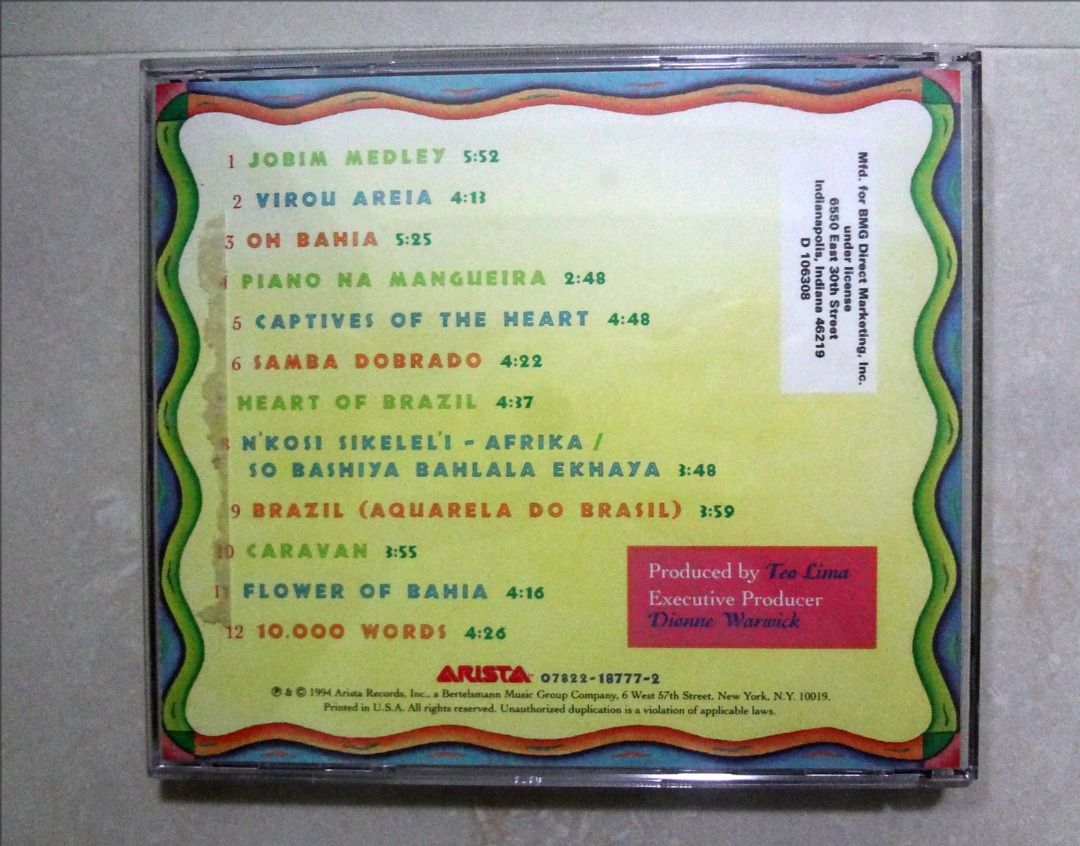 1 JOBIM MEDLEY 5:52
2 VIROU AREIA 4:13
3 OH BAHIA 5:25
4 PIANO NA MANGUEIRA 2:48
5 CAPTIVES OF THE HEART 4:48
6 SAMBA DOBRADO 4:22
HEART OF BRAZIL 4:37
8 N'KOSI SIKELEL'I - AFRIKA /
SO BASHIYA BAHLALA EKHAYA 3:48
9 BRAZIL (AQUARELA DO BRASIL) 3:59
10 CARAVAN 3:55
11 FLOWER OF BAHIA 4:16
12 10.000 WORDS 4:26
Mfd. for BMG Direct Marketing, Inc.
under license
6550 East 30th Street
Indianapolis, Indiana 46219
D 106308
Produced by Teo Lima
Executive Producer
Dionne Warwick
ARISTA 07822-18777-2
℗ & © 1994 Arista Records, Inc., a Bertelsmann Music Group Company, 6 West 57th Street, New York, N.Y. 10019.
Printed in U.S.A. All rights reserved. Unauthorized duplication is a violation of applicable laws.